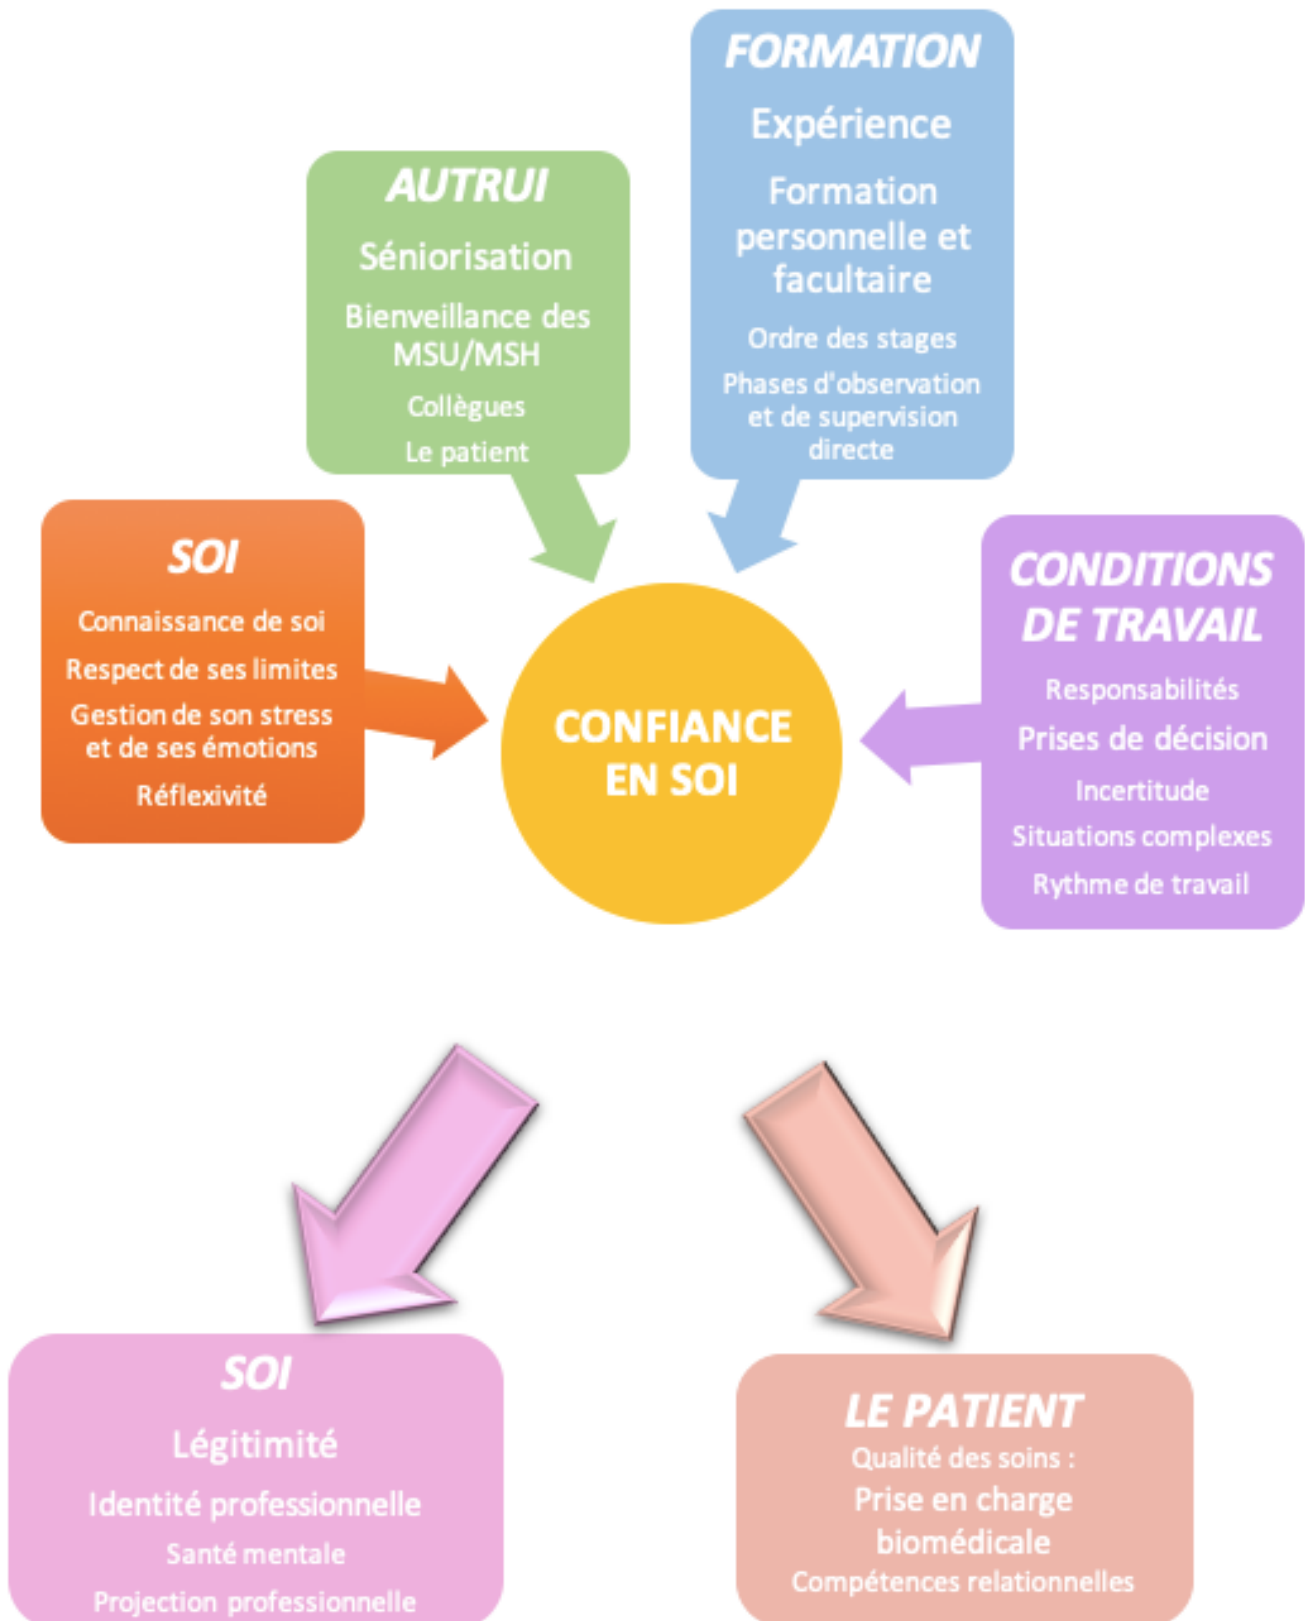 FORMATION
Expérience
Formation
personnelle et
facultaire
Ordre des stages
Phases d'observation
et de supervision
directe
AUTRUI
Séniorisation
Bienveillance des
MSU/MSH
Collègues
Le patient
SOI
Connaissance de soi
Respect de ses limites
Gestion de son stress
et de ses émotions
Réflexivité
CONFIANCE
EN SOI
CONDITIONS
DE TRAVAIL
Responsabilités
Prises de décision
Incertitude
Situations complexes
Rythme de travail
SOI
Légitimité
Identité professionnelle
Santé mentale
Projection professionnelle
LE PATIENT
Qualité des soins :
Prise en charge
biomédicale
Compétences relationnelles